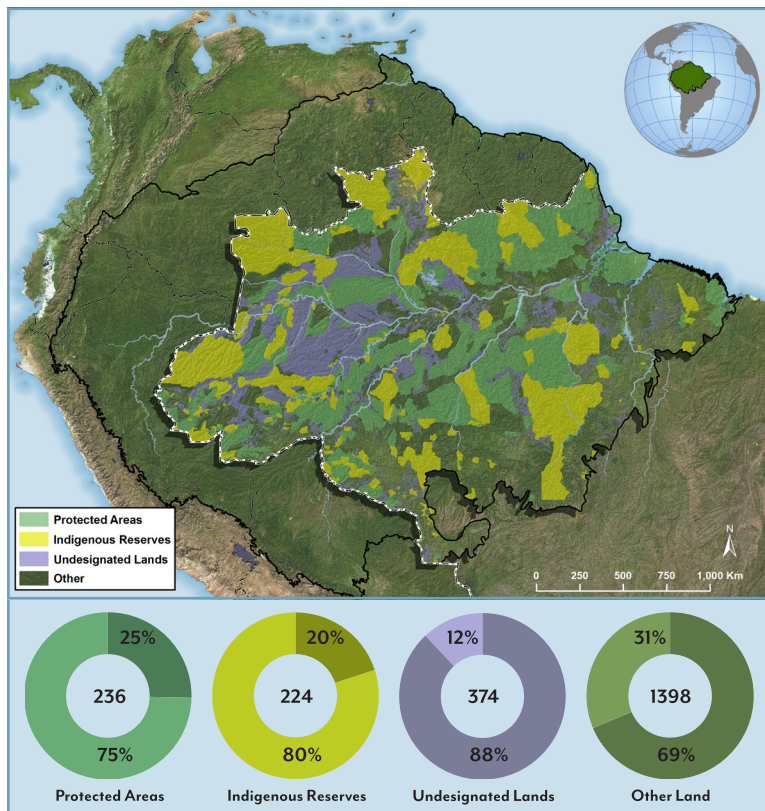 Protected Areas
Indigenous Reserves
Undesignated Lands
Other
N
0 250 500 750 1,000 Km
25% 20% 12% 31%
236 224 374 1398
75% 80% 88% 69%
Protected Areas Indigenous Reserves Undesignated Lands Other Land